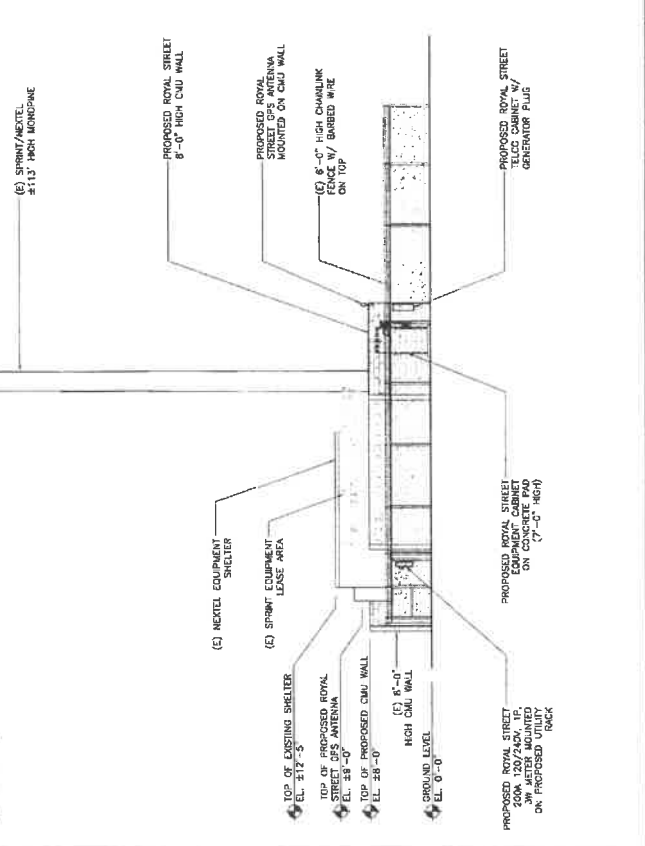 (E) SPRINT/NEXTEL
±113' HIGH MONOPINE
PROPOSED ROYAL STREET
8'-0" HIGH CMU WALL
PROPOSED ROYAL
STREET GPS ANTENNA
MOUNTED ON CMU WALL
(E) 6'-0" HIGH CHAINLINK
FENCE W/ BARBED WIRE
ON TOP
PROPOSED ROYAL STREET
TELCO CABINET W/
GENERATOR PLUG
(E) NEXTEL EQUIPMENT
SHELTER
(E) SPRINT EQUIPMENT
LEASE AREA
TOP OF EXISTING SHELTER
EL. ±12'-5"
TOP OF PROPOSED ROYAL
STREET GPS ANTENNA
EL. ±9'-0"
TOP OF PROPOSED CMU WALL
EL. ±8'-0"
(E) 8'-0"
HIGH CMU WALL
GROUND LEVEL
EL. 0'-0"
PROPOSED ROYAL STREET
EQUIPMENT CABINET
ON CONCRETE PAD
(7'-0" HIGH)
PROPOSED ROYAL STREET
200A 120/240V, 1P,
3W METER MOUNTED
ON PROPOSED UTILITY
RACK